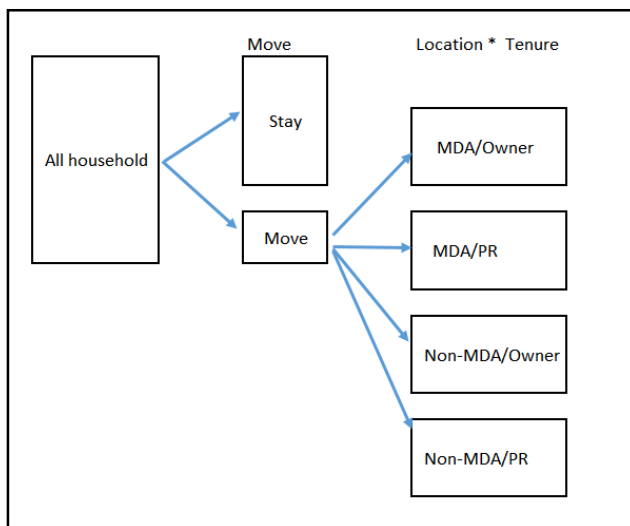 Move
Location * Tenure
All household
Stay
Move
MDA/Owner
MDA/PR
Non-MDA/Owner
Non-MDA/PR